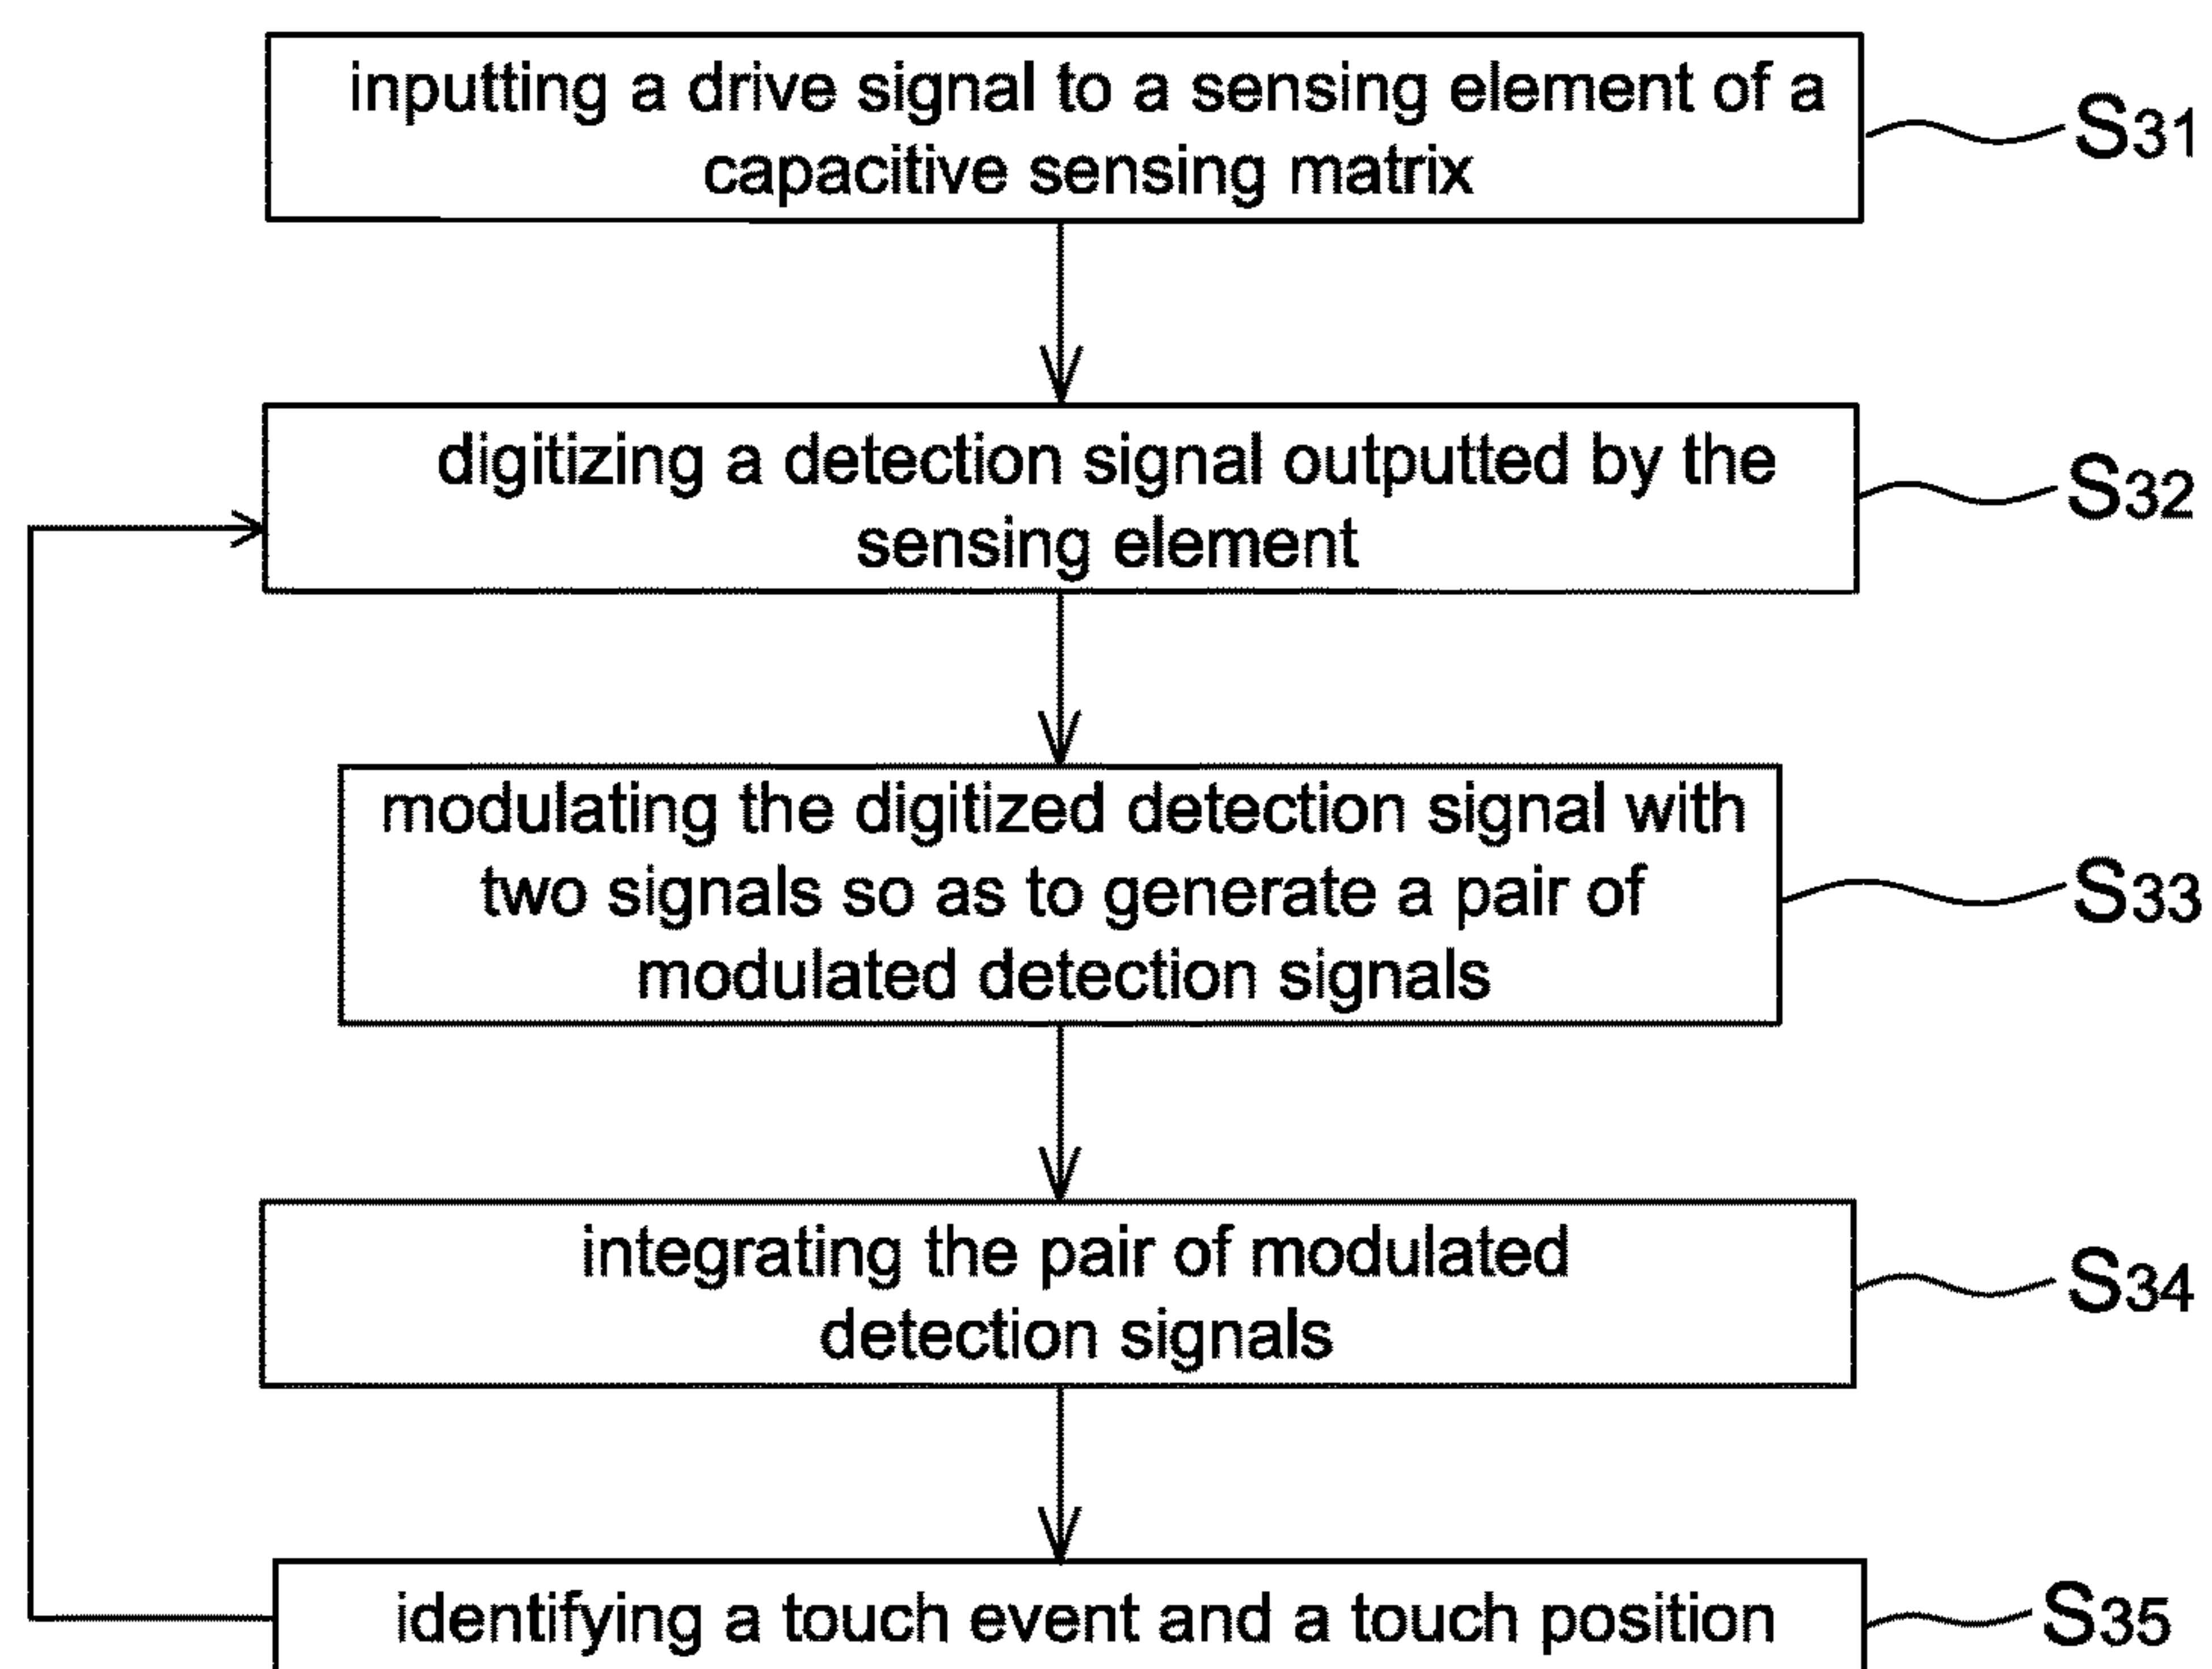 inputting a drive signal to a sensing element of a
capacitive sensing matrix
S31
digitizing a detection signal outputted by the
sensing element
S32
modulating the digitized detection signal with
two signals so as to generate a pair of
modulated detection signals
S33
integrating the pair of modulated
detection signals
S34
identifying a touch event and a touch position
S35